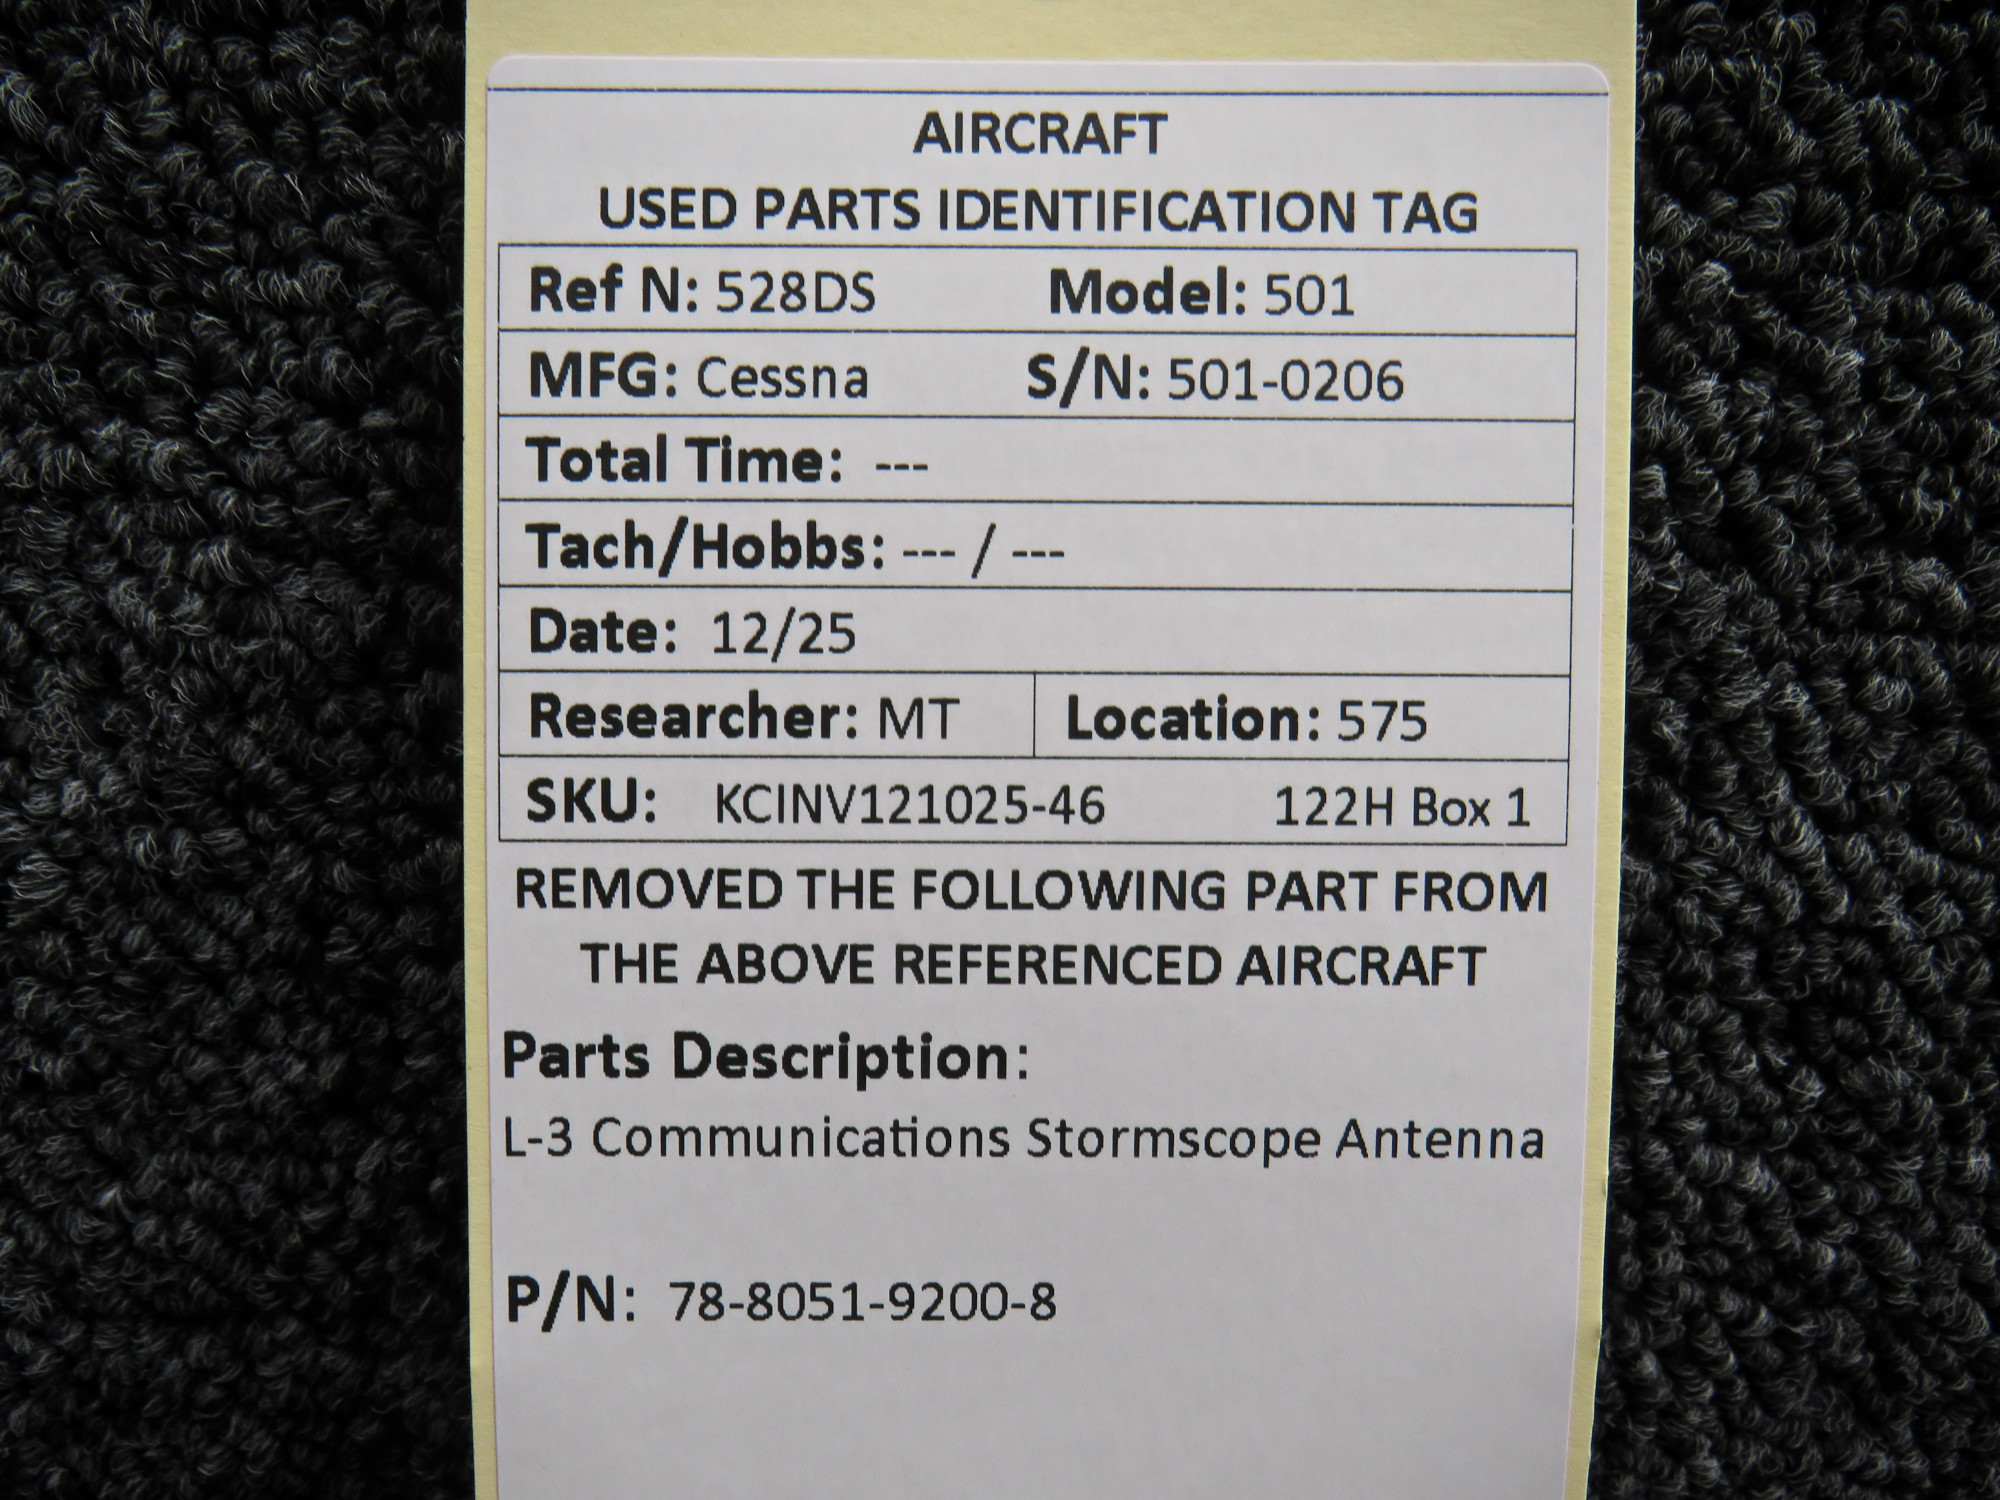 AIRCRAFT
USED PARTS IDENTIFICATION TAG
Ref N: 528DS Model: 501
MFG: Cessna S/N: 501-0206
Total Time: ---
Tach/Hobbs: --- / ---
Date: 12/25
Researcher: MT Location: 575
SKU: KCINV121025-46 122H Box 1
REMOVED THE FOLLOWING PART FROM
THE ABOVE REFERENCED AIRCRAFT
Parts Description:
L-3 Communications Stormscope Antenna
P/N: 78-8051-9200-8